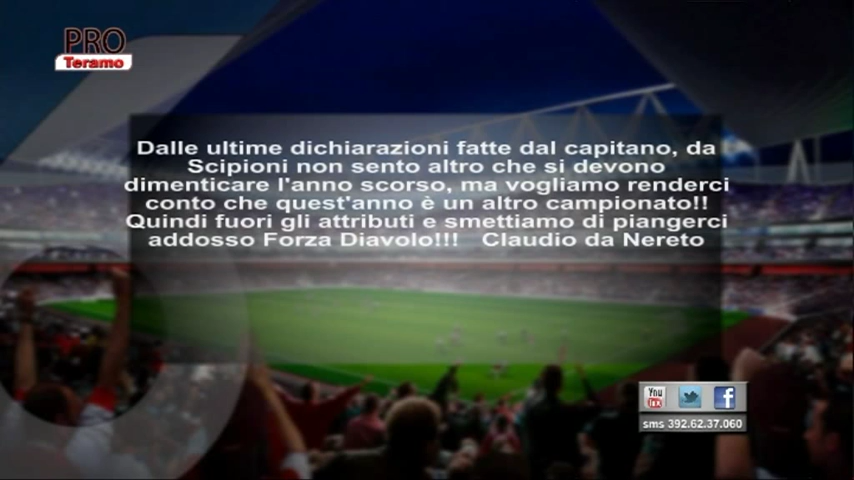 PRO
Teramo
Dalle ultime dichiarazioni fatte dal capitano, da
Scipioni non sento altro che si devono
dimenticare l'anno scorso, ma vogliamo renderci
conto che quest'anno è un altro campionato!!
Quindi fuori gli attributi e smettiamo di piangerci
addosso Forza Diavolo!!! Claudio da Nereto
sms 392.62.37.060